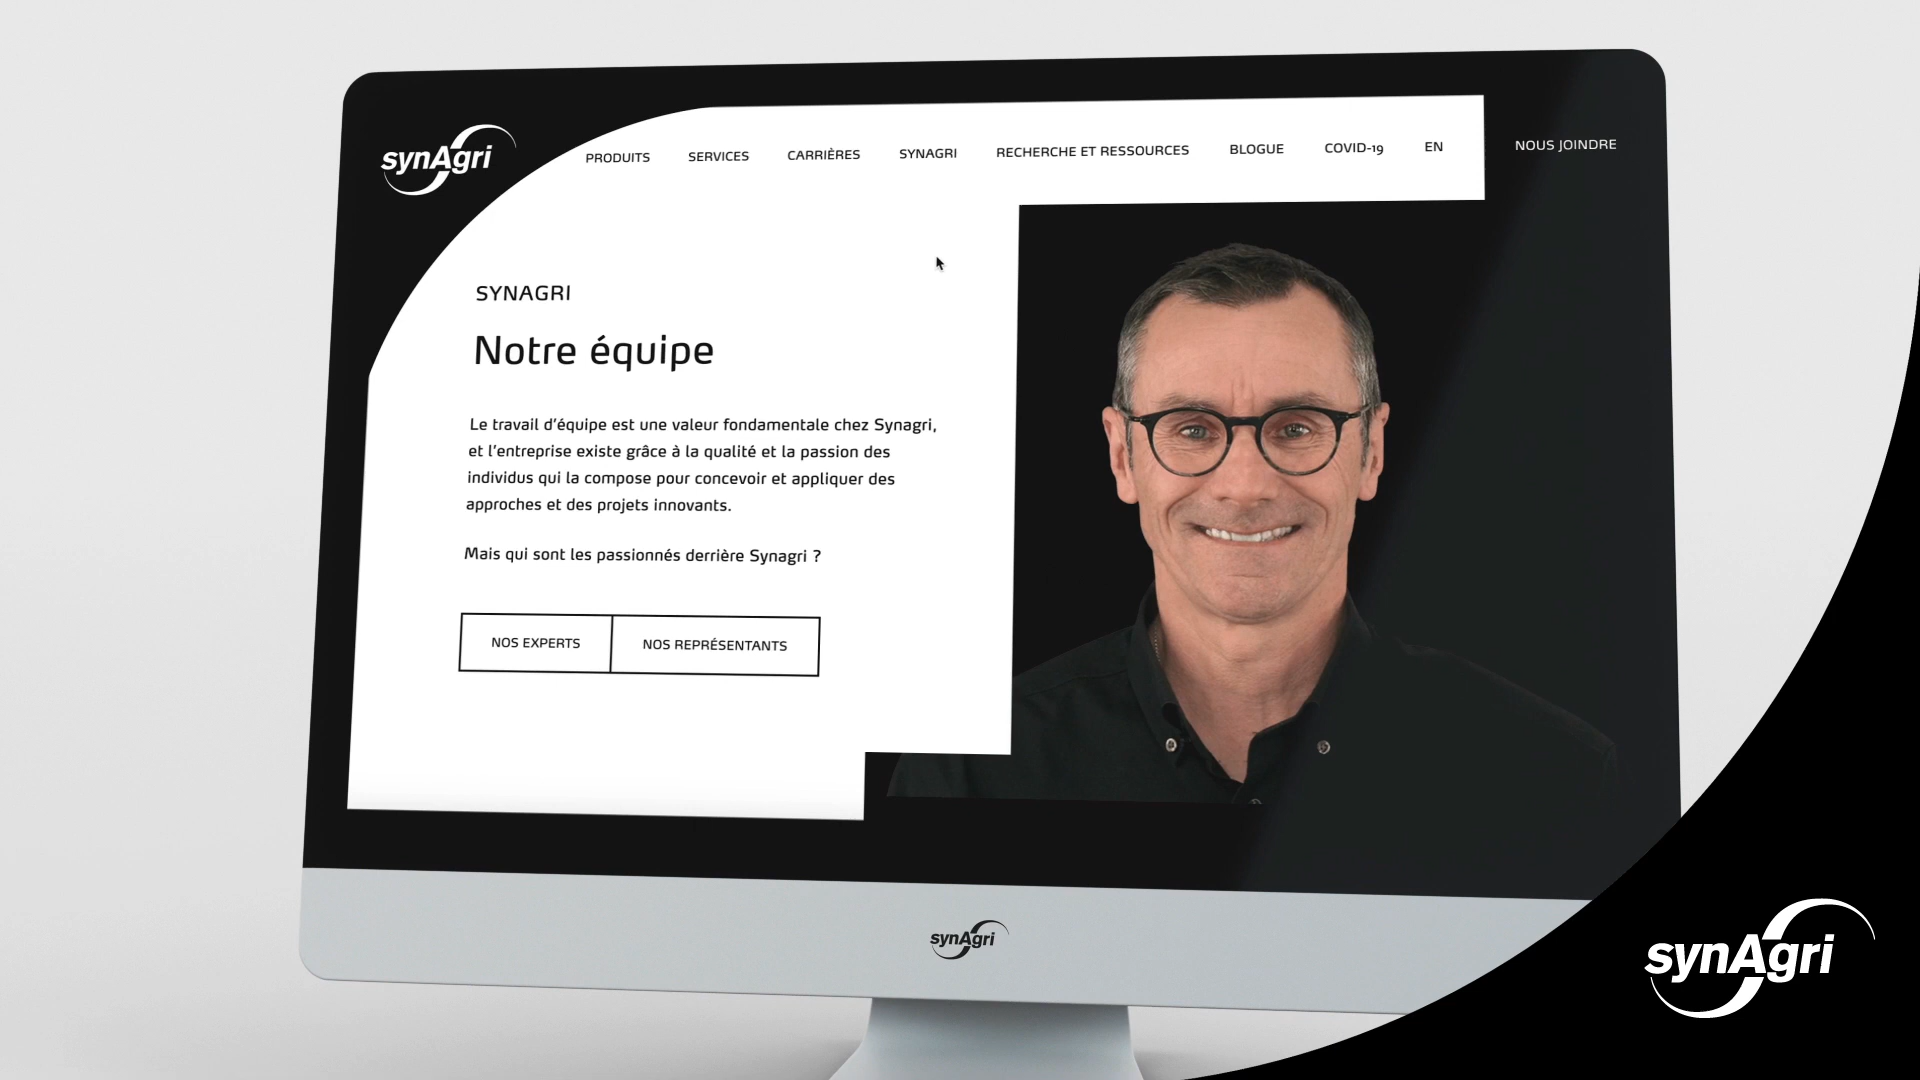 synAgri
PRODUITS SERVICES CARRIÈRES SYNAGRI RECHERCHE ET RESSOURCES BLOGUE COVID-19 EN NOUS JOINDRE
SYNAGRI
Notre équipe
Le travail d'équipe est une valeur fondamentale chez Synagri,
et l'entreprise existe grâce à la qualité et la passion des
individus qui la compose pour concevoir et appliquer des
approches et des projets innovants.
Mais qui sont les passionnés derrière Synagri ?
NOS EXPERTS NOS REPRÉSENTANTS
synAgri
synAgri